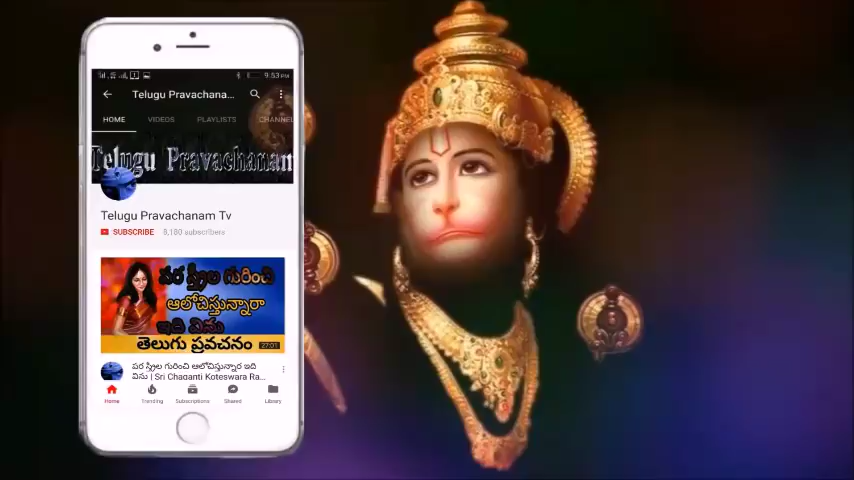 9:53 PM
Telugu Pravachana...
HOME VIDEOS PLAYLISTS CHANNEL
Telugu Pravachanam
Telugu Pravachanam Tv
SUBSCRIBE 8,180 subscribers
పర స్త్రీల గురించి
ఆలోచిస్తున్నారా
ఇది వినం
తెలుగు ప్రవచనం 27:01
పర స్త్రీల గురించి ఆలోచిస్తున్నార ఇది
విను | Sri Chaganti Koteswara Ra...
Home Trending Subscriptions Shared Library